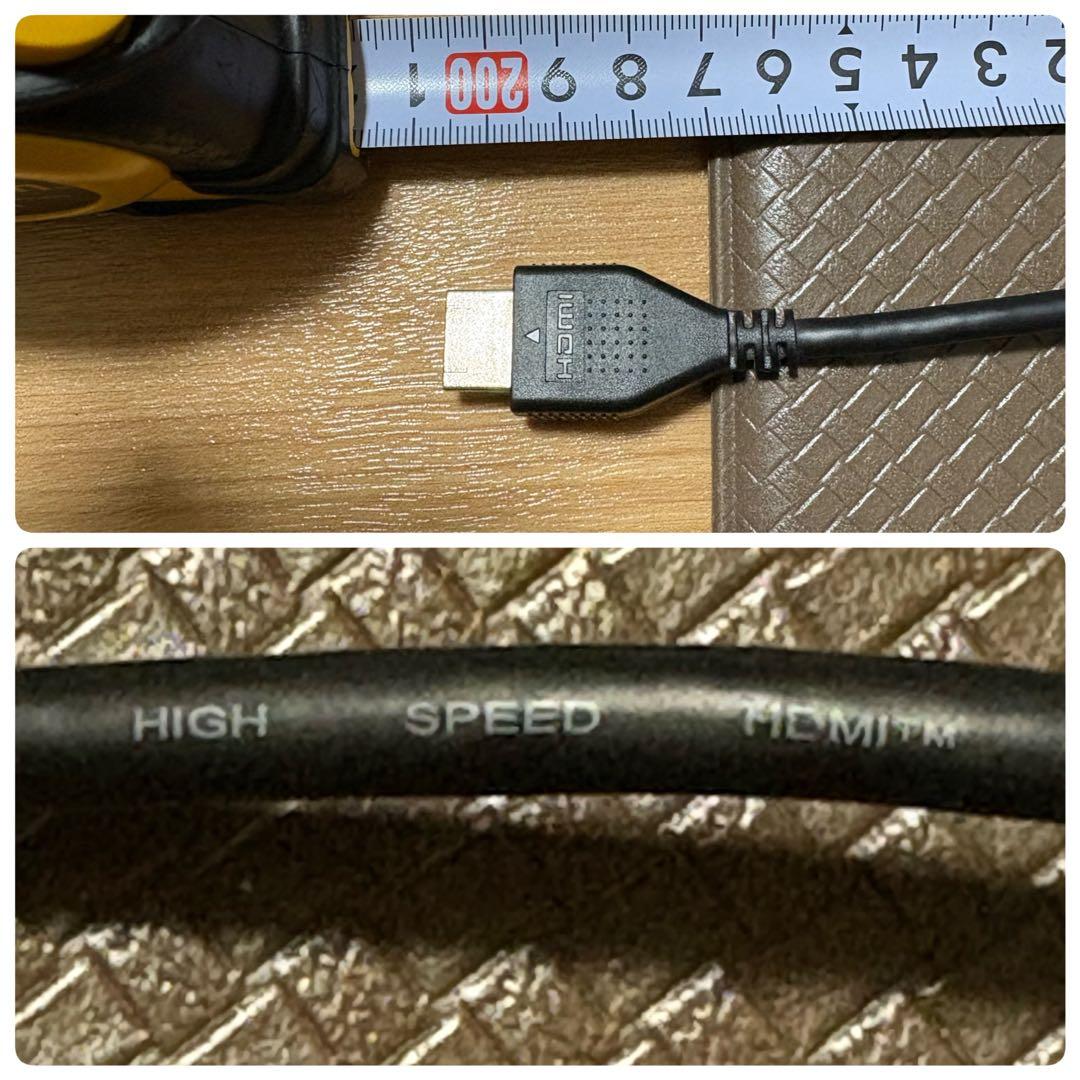 1 200 9 8 7 6 5 4 3 2
HDMI
HIGH SPEED HDMI™